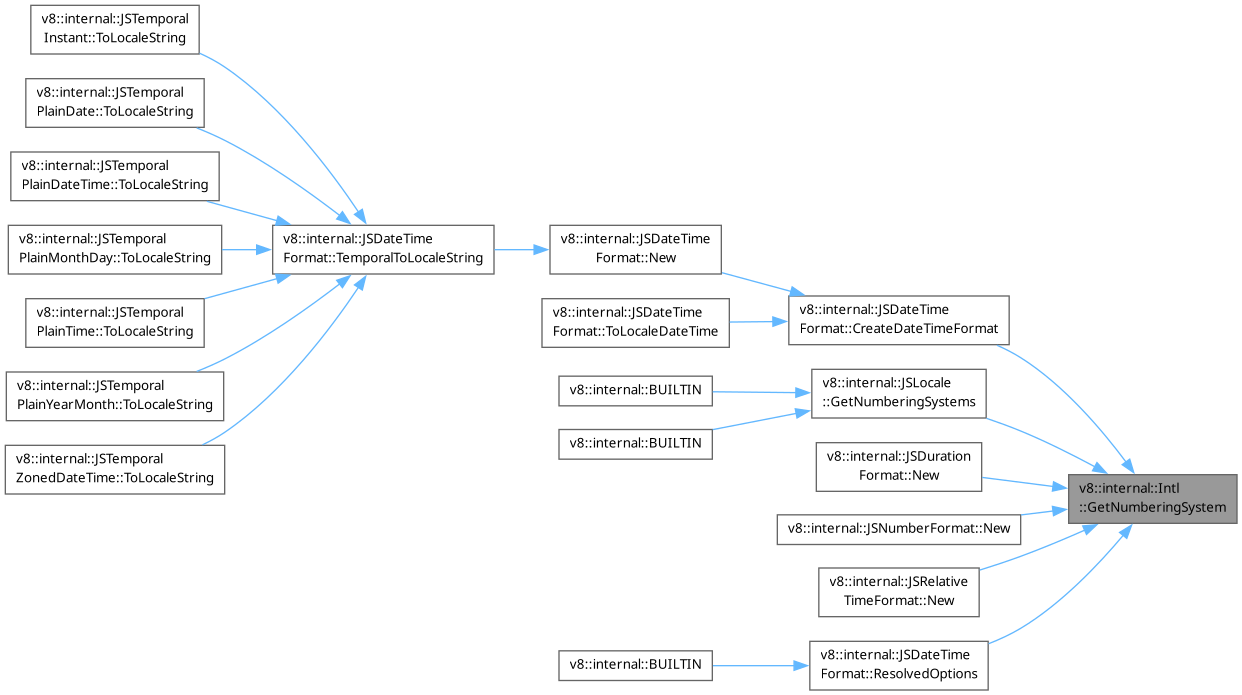 v8::internal::JSTemporal
Instant::ToLocaleString
v8::internal::JSTemporal
PlainDate::ToLocaleString
v8::internal::JSTemporal
PlainDateTime::ToLocaleString
v8::internal::JSTemporal
PlainMonthDay::ToLocaleString
v8::internal::JSTemporal
PlainTime::ToLocaleString
v8::internal::JSTemporal
PlainYearMonth::ToLocaleString
v8::internal::JSTemporal
ZonedDateTime::ToLocaleString
v8::internal::JSDateTime
Format::TemporalToLocaleString
v8::internal::JSDateTime
Format::New
v8::internal::JSDateTime
Format::ToLocaleDateTime
v8::internal::BUILTIN
v8::internal::BUILTIN
v8::internal::BUILTIN
v8::internal::JSDateTime
Format::CreateDateTimeFormat
v8::internal::JSLocale
::GetNumberingSystems
v8::internal::JSDuration
Format::New
v8::internal::JSNumberFormat::New
v8::internal::JSRelative
TimeFormat::New
v8::internal::JSDateTime
Format::ResolvedOptions
v8::internal::Intl
::GetNumberingSystem